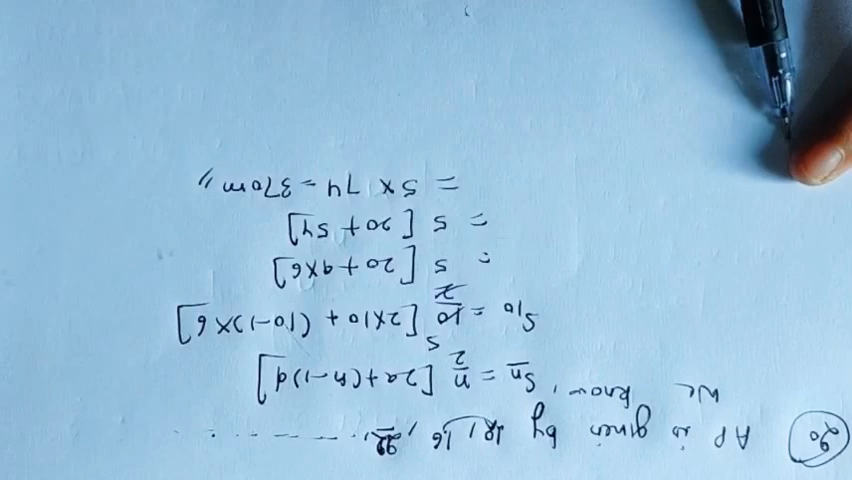 20 AP is given by 10, 16, 22, ........
We know, Sn = n/2 [2a+(n-1)d]
S10 = 10/2 5 [2x10 + (10-1)x6]
= 5 [20+9x6]
= 5 [20+54]
= 5 x 74 = 370m //